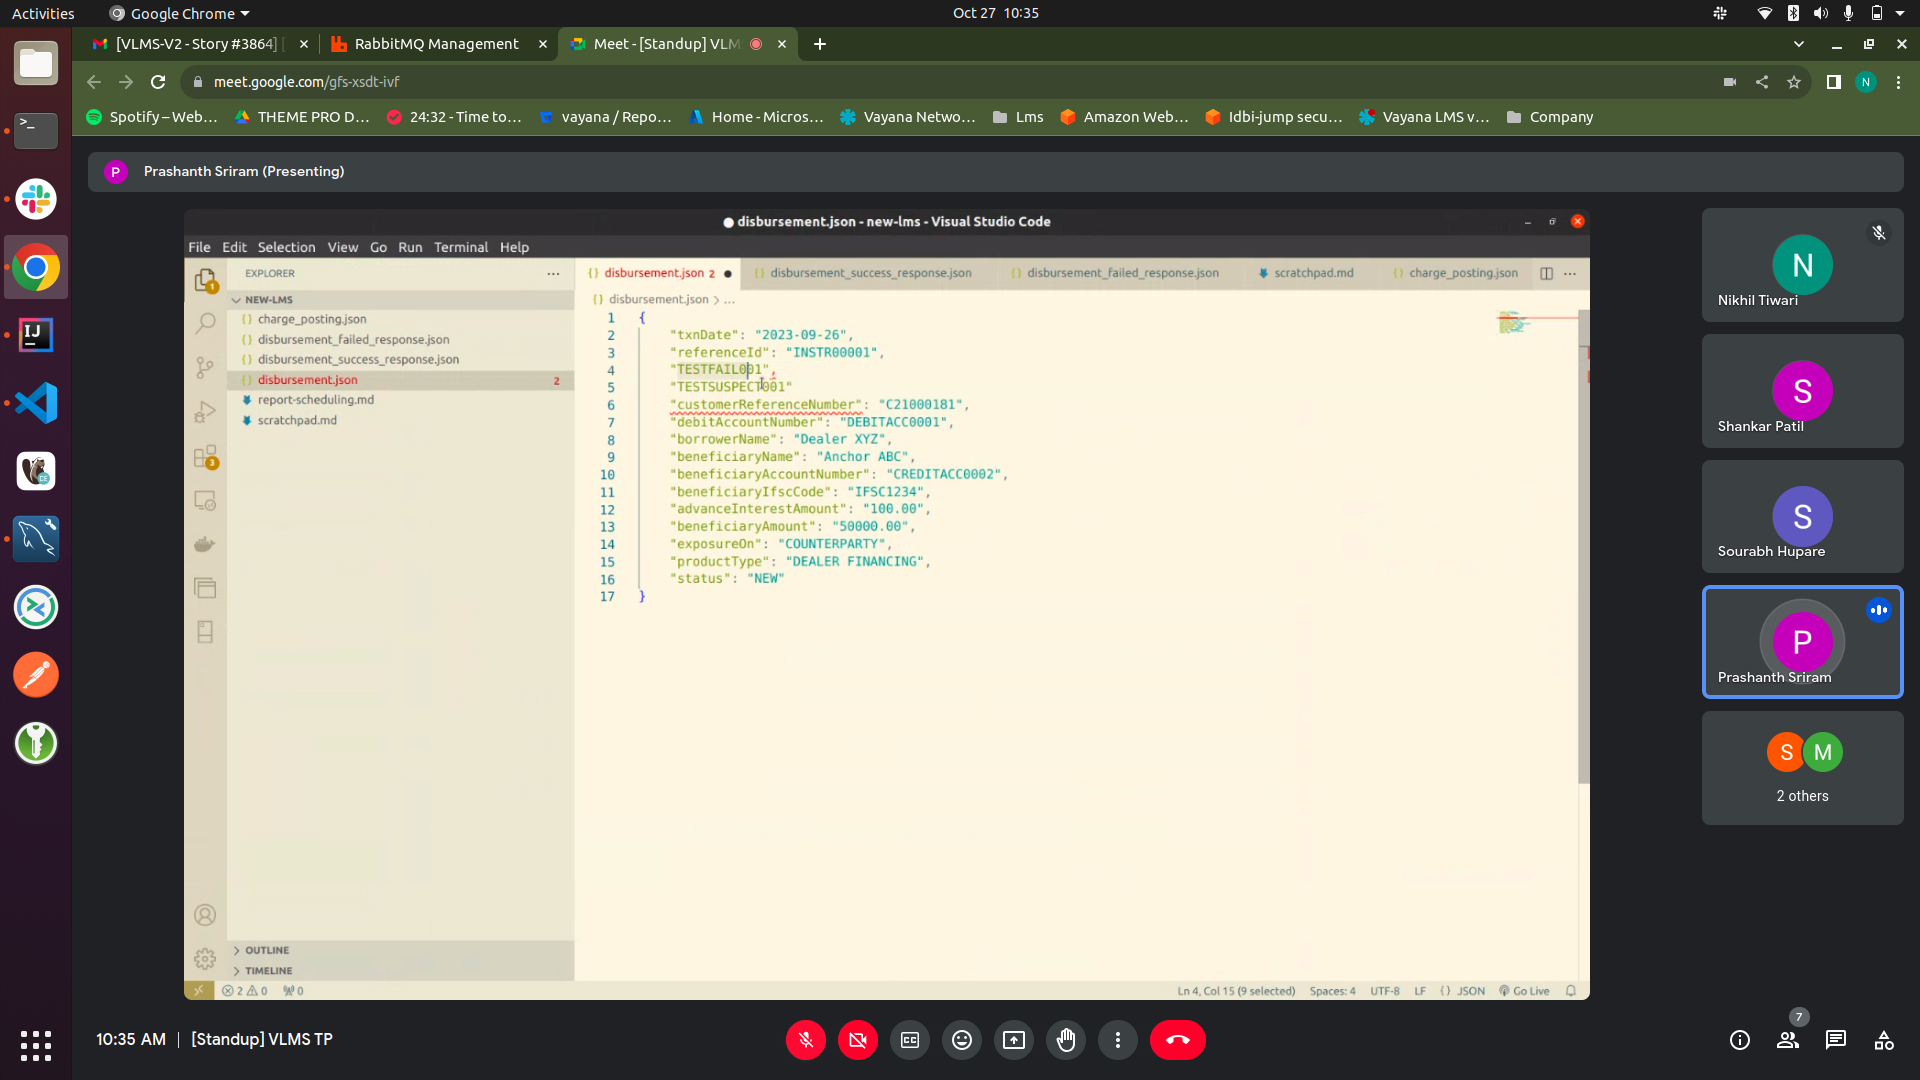 Activities
Google Chrome
Oct 27 10:35
[VLMS-V2 - Story #3864] [
RabbitMQ Management
Meet - [Standup] VLM
meet.google.com/gfs-xsdt-ivf
N
Spotify – Web...
THEME PRO D...
24:32 - Time to...
vayana / Repo...
Home - Micros...
Vayana Netwo...
Lms
Amazon Web...
Idbi-jump secu...
Vayana LMS v...
Company
P
Prashanth Sriram (Presenting)
disbursement.json - new-lms - Visual Studio Code
File Edit Selection View Go Run Terminal Help
EXPLORER
NEW-LMS
charge_posting.json
disbursement_failed_response.json
disbursement_success_response.json
disbursement.json 2
report-scheduling.md
scratchpad.md
OUTLINE
TIMELINE
1
3
disbursement.json 2
disbursement_success_response.json
disbursement_failed_response.json
scratchpad.md
charge_posting.json
disbursement.json > ...
1 {
2 "txnDate": "2023-09-26",
3 "referenceId": "INSTR00001",
4 "TESTFAIL001",
5 "TESTSUSPECT001"
6 "customerReferenceNumber": "C21000181",
7 "debitAccountNumber": "DEBITACC0001",
8 "borrowerName": "Dealer XYZ",
9 "beneficiaryName": "Anchor ABC",
10 "beneficiaryAccountNumber": "CREDITACC0002",
11 "beneficiaryIfscCode": "IFSC1234",
12 "advanceInterestAmount": "100.00",
13 "beneficiaryAmount": "50000.00",
14 "exposureOn": "COUNTERPARTY",
15 "productType": "DEALER FINANCING",
16 "status": "NEW"
17 }
2 0 0
Ln 4, Col 15 (9 selected) Spaces: 4 UTF-8 LF {} JSON Go Live
N
Nikhil Tiwari
S
Shankar Patil
S
Sourabh Hupare
P
Prashanth Sriram
S M
2 others
10:35 AM | [Standup] VLMS TP
7